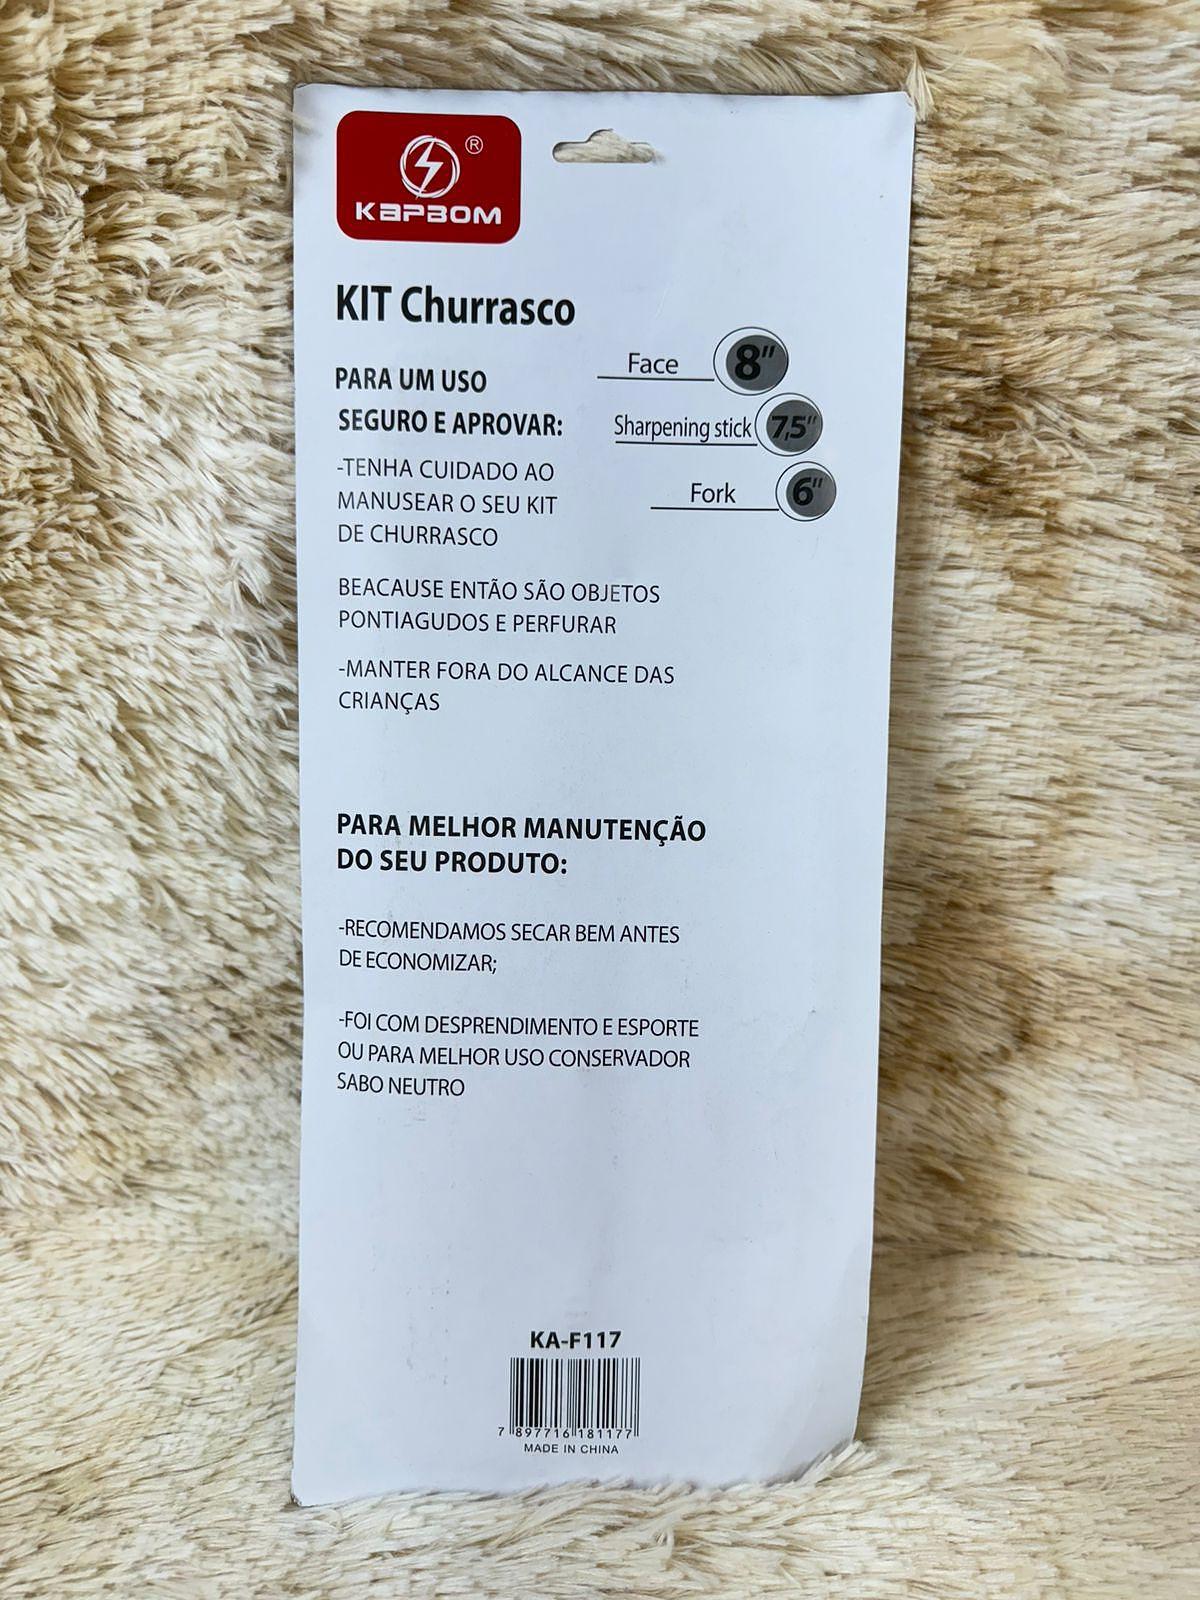 ®
KAPBOM
KIT Churrasco
Face 8"
PARA UM USO
SEGURO E APROVAR:
Sharpening stick 7,5"
Fork 6"
-TENHA CUIDADO AO
MANUSEAR O SEU KIT
DE CHURRASCO
BEACAUSE ENTÃO SÃO OBJETOS
PONTIAGUDOS E PERFURAR
-MANTER FORA DO ALCANCE DAS
CRIANÇAS
PARA MELHOR MANUTENÇÃO
DO SEU PRODUTO:
-RECOMENDAMOS SECAR BEM ANTES
DE ECONOMIZAR;
-FOI COM DESPRENDIMENTO E ESPORTE
OU PARA MELHOR USO CONSERVADOR
SABO NEUTRO
KA-F117
7 897716 181177
MADE IN CHINA